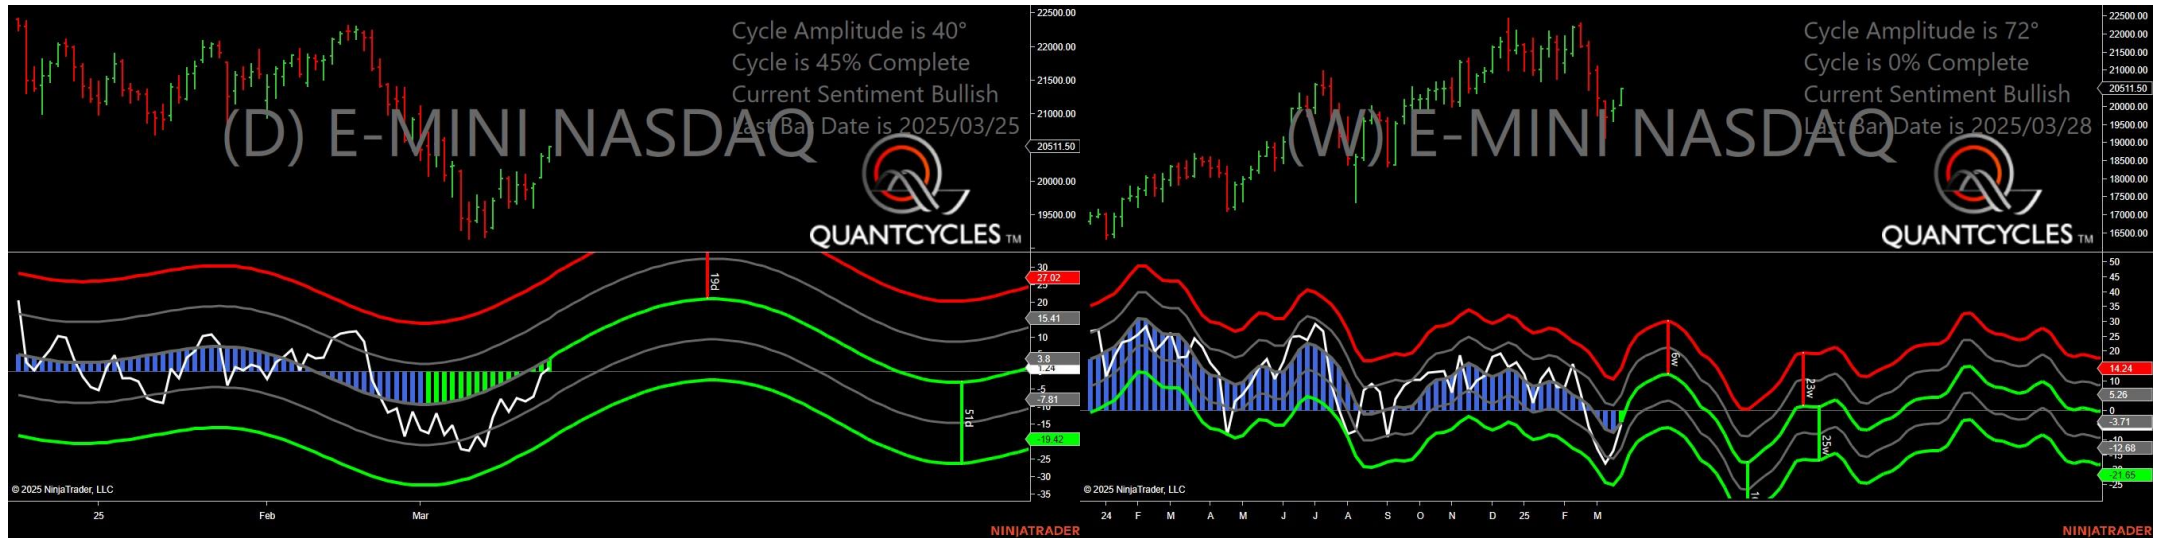 Cycle Amplitude is 40°
Cycle is 45% Complete
Current Sentiment Bullish
Last Bar Date is 2025/03/25
(D) E-MINI NASDAQ
QUANTCYCLES TM
22500.00
22000.00
21500.00
21000.00
20511.50
20000.00
19500.00
30
27.02
25
20
15.41
10
3.8
1.24
-5
-7.81
-10
-15
-19.42
-25
-30
-35
19d
51d
© 2025 NinjaTrader, LLC
25 Feb Mar
NINJATRADER
Cycle Amplitude is 72°
Cycle is 0% Complete
Current Sentiment Bullish
Last Bar Date is 2025/03/28
(W) E-MINI NASDAQ
QUANTCYCLES TM
22500.00
22000.00
21500.00
21000.00
20511.50
20000.00
19500.00
19000.00
18500.00
18000.00
17500.00
17000.00
16500.00
50
45
40
35
30
25
20
14.24
10
5.26
0
-3.71
-10
-12.68
-15
-21.65
-25
6w
23w
25w
© 2025 NinjaTrader, LLC
24 F M A M J J A S O N D 25 F M
NINJATRADER